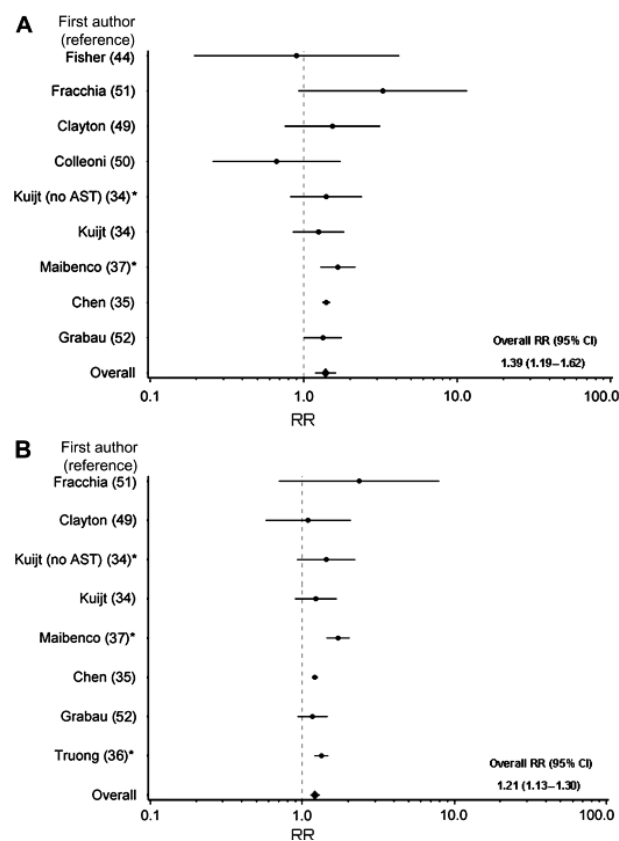 A
First author
(reference)
Fisher (44)
Fracchia (51)
Clayton (49)
Colleoni (50)
Kuijt (no AST) (34)*
Kuijt (34)
Maibenco (37)*
Chen (35)
Grabau (52)
Overall
Overall RR (95% CI)
1.39 (1.19–1.62)
0.1 1.0 10.0 100.0
RR
B
First author
(reference)
Fracchia (51)
Clayton (49)
Kuijt (no AST) (34)*
Kuijt (34)
Maibenco (37)*
Chen (35)
Grabau (52)
Truong (36)*
Overall
Overall RR (95% CI)
1.21 (1.13–1.30)
0.1 1.0 10.0 100.0
RR